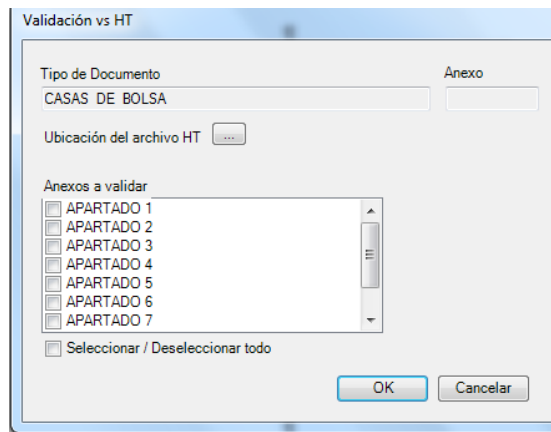 Validación vs HT
Tipo de Documento Anexo
CASAS DE BOLSA
Ubicación del archivo HT ...
Anexos a validar
APARTADO 1
APARTADO 2
APARTADO 3
APARTADO 4
APARTADO 5
APARTADO 6
APARTADO 7
Seleccionar / Deseleccionar todo
OK Cancelar